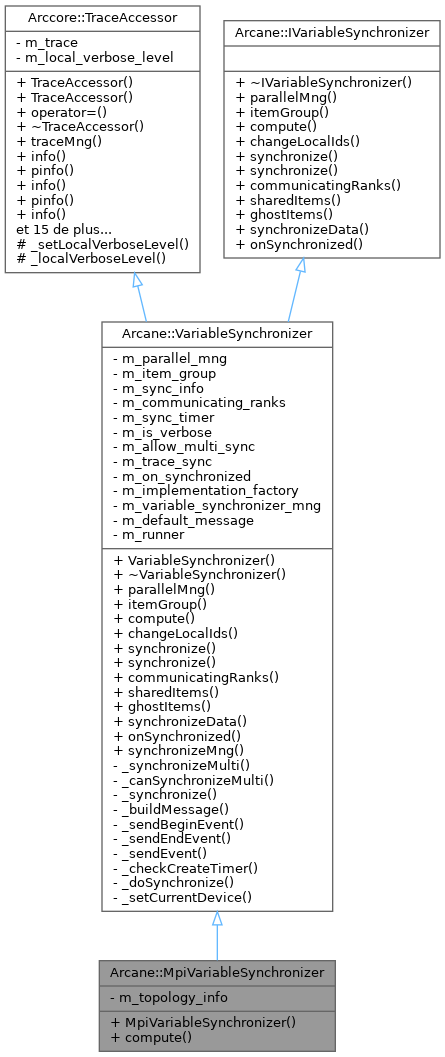 Arccore::TraceAccessor
- m_trace
- m_local_verbose_level
+ TraceAccessor()
+ TraceAccessor()
+ operator=()
+ ~TraceAccessor()
+ traceMng()
+ info()
+ pinfo()
+ info()
+ pinfo()
+ info()
et 15 de plus...
# _setLocalVerboseLevel()
# _localVerboseLevel()
Arcane::IVariableSynchronizer
+ ~IVariableSynchronizer()
+ parallelMng()
+ itemGroup()
+ compute()
+ changeLocalIds()
+ synchronize()
+ synchronize()
+ communicatingRanks()
+ sharedItems()
+ ghostItems()
+ synchronizeData()
+ onSynchronized()
Arcane::VariableSynchronizer
- m_parallel_mng
- m_item_group
- m_sync_info
- m_communicating_ranks
- m_sync_timer
- m_is_verbose
- m_allow_multi_sync
- m_trace_sync
- m_on_synchronized
- m_implementation_factory
- m_variable_synchronizer_mng
- m_default_message
- m_runner
+ VariableSynchronizer()
+ ~VariableSynchronizer()
+ parallelMng()
+ itemGroup()
+ compute()
+ changeLocalIds()
+ synchronize()
+ synchronize()
+ communicatingRanks()
+ sharedItems()
+ ghostItems()
+ synchronizeData()
+ onSynchronized()
+ synchronizeMng()
- _synchronizeMulti()
- _canSynchronizeMulti()
- _synchronize()
- _buildMessage()
- _sendBeginEvent()
- _sendEndEvent()
- _sendEvent()
- _checkCreateTimer()
- _doSynchronize()
- _setCurrentDevice()
Arcane::MpiVariableSynchronizer
- m_topology_info
+ MpiVariableSynchronizer()
+ compute()